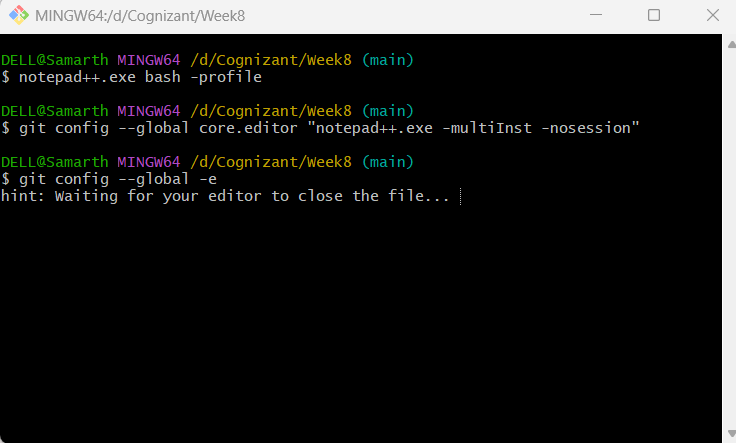 MINGW64:/d/Cognizant/Week8
DELL@Samarth MINGW64 /d/Cognizant/Week8 (main)
$ notepad++.exe bash -profile
DELL@Samarth MINGW64 /d/Cognizant/Week8 (main)
$ git config --global core.editor "notepad++.exe -multiInst -nosession"
DELL@Samarth MINGW64 /d/Cognizant/Week8 (main)
$ git config --global -e
hint: Waiting for your editor to close the file...